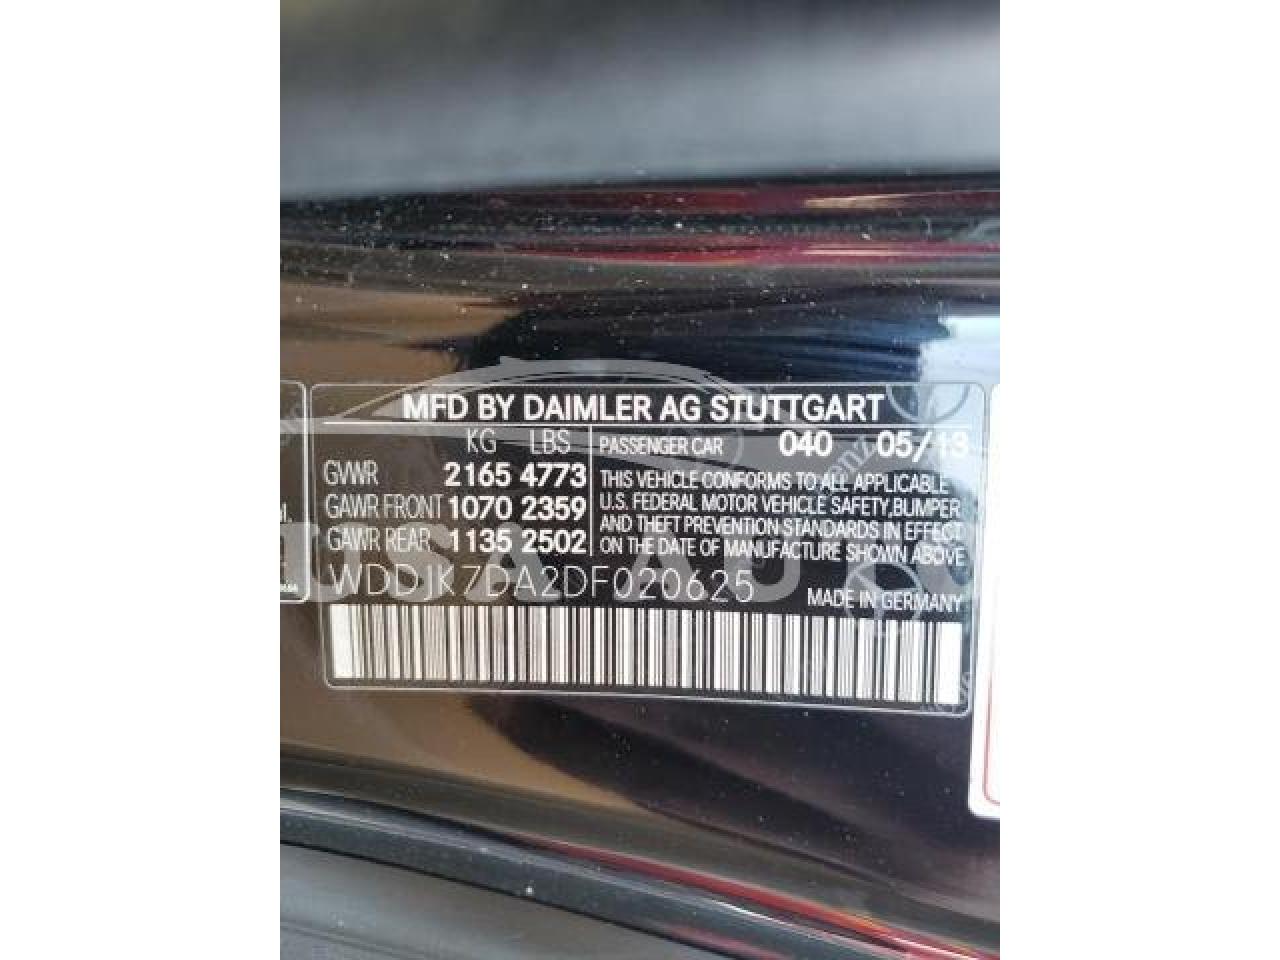 MFD BY DAIMLER AG STUTTGART
KG LBS
GVWR 2165 4773
GAWR FRONT 1070 2359
GAWR REAR 1135 2502
PASSENGER CAR 040 05/13
THIS VEHICLE CONFORMS TO ALL APPLICABLE
U.S. FEDERAL MOTOR VEHICLE SAFETY,BUMPER
AND THEFT PREVENTION STANDARDS IN EFFECT
ON THE DATE OF MANUFACTURE SHOWN ABOVE
WDDJK7DA2DF020625
MADE IN GERMANY